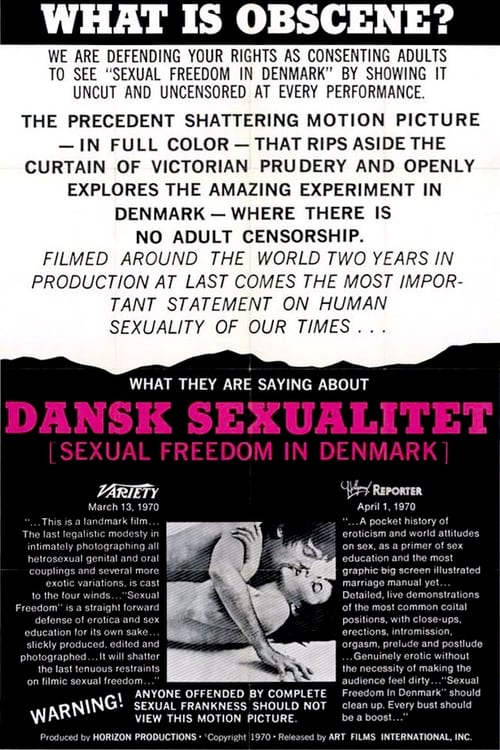 WHAT IS OBSCENE?
WE ARE DEFENDING YOUR RIGHTS AS CONSENTING ADULTS
TO SEE "SEXUAL FREEDOM IN DENMARK" BY SHOWING IT
UNCUT AND UNCENSORED AT EVERY PERFORMANCE.
THE PRECEDENT SHATTERING MOTION PICTURE
— IN FULL COLOR — THAT RIPS ASIDE THE
CURTAIN OF VICTORIAN PRUDERY AND OPENLY
EXPLORES THE AMAZING EXPERIMENT IN
DENMARK — WHERE THERE IS
NO ADULT CENSORSHIP.
FILMED AROUND THE WORLD TWO YEARS IN
PRODUCTION AT LAST COMES THE MOST IMPOR-
TANT STATEMENT ON HUMAN
SEXUALITY OF OUR TIMES . . .
WHAT THEY ARE SAYING ABOUT
DANSK SEXUALITET
[SEXUAL FREEDOM IN DENMARK]
VARIETY
March 13, 1970
"...This is a landmark film...
The last legalistic modesty in
intimately photographing all
hetrosexual genital and oral
couplings and several more
exotic variations, is cast
to the four winds..."Sexual
Freedom" is a straight forward
defense of erotica and sex
education for its own sake...
slickly produced, edited and
photographed...It will shatter
the last tenuous restraints
on filmic sexual freedom..."
Hollywood REPORTER
April 1, 1970
"...A pocket history of
eroticism and world attitudes
on sex, as a primer of sex
education and the most
graphic big screen illustrated
marriage manual yet...
Detailed, live demonstrations
of the most common coital
positions, with close-ups,
erections, intromission,
orgasm, prelude and postlude
...Genuinely erotic without
the necessity of making the
audience feel dirty..."Sexual
Freedom In Denmark" should
clean up. Every bust should
be a boost..."
WARNING!
ANYONE OFFENDED BY COMPLETE
SEXUAL FRANKNESS SHOULD NOT
VIEW THIS MOTION PICTURE.
Produced by HORIZON PRODUCTIONS • ©Copyright 1970 • Released by ART FILMS INTERNATIONAL, INC.